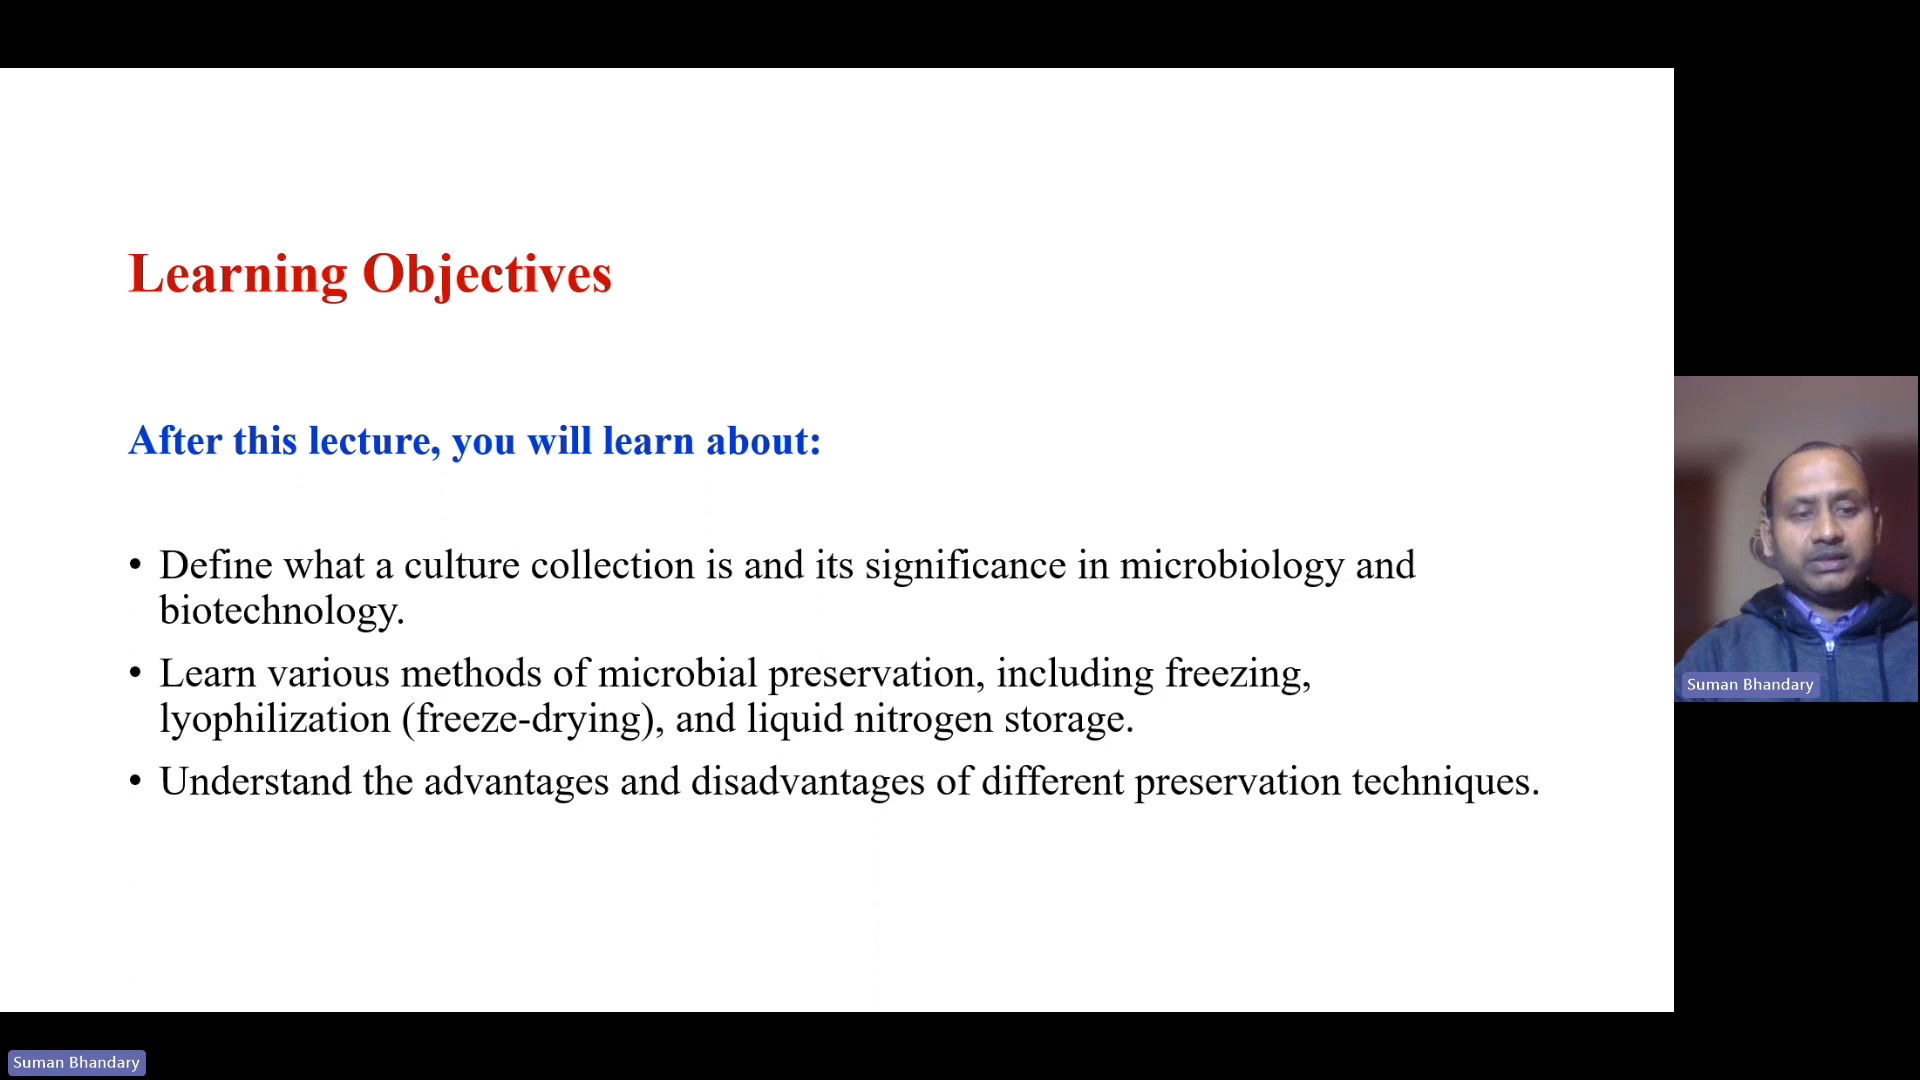 Learning Objectives
After this lecture, you will learn about:
• Define what a culture collection is and its significance in microbiology and
biotechnology.
• Learn various methods of microbial preservation, including freezing,
lyophilization (freeze-drying), and liquid nitrogen storage.
• Understand the advantages and disadvantages of different preservation techniques.
Suman Bhandary
Suman Bhandary